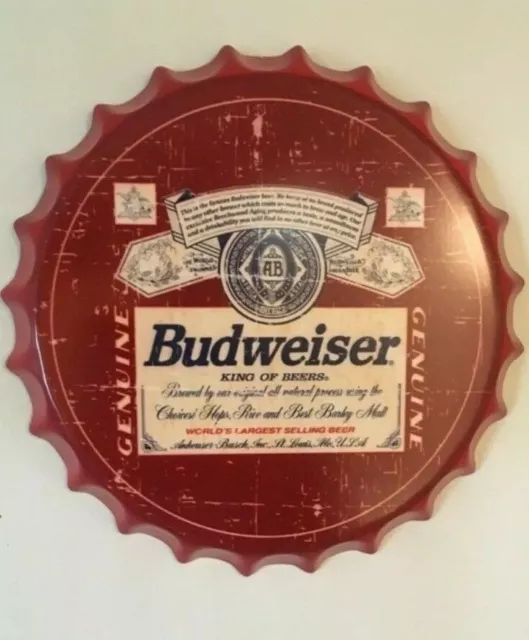 This is the famous Budweiser beer. We know of no brand produced
by any other brewer which costs so much to brew and age. Our
exclusive Beechwood Aging produces a taste, a smoothness
and a drinkability you will find in no other beer at any price.
AB
Budweiser
KING OF BEERS®
Brewed by our original all natural process using the
Choicest Hops, Rice and Best Barley Malt
WORLD'S LARGEST SELLING BEER
Anheuser-Busch, Inc., St. Louis, Mo. U.S.A.
GENUINE
GENUINE